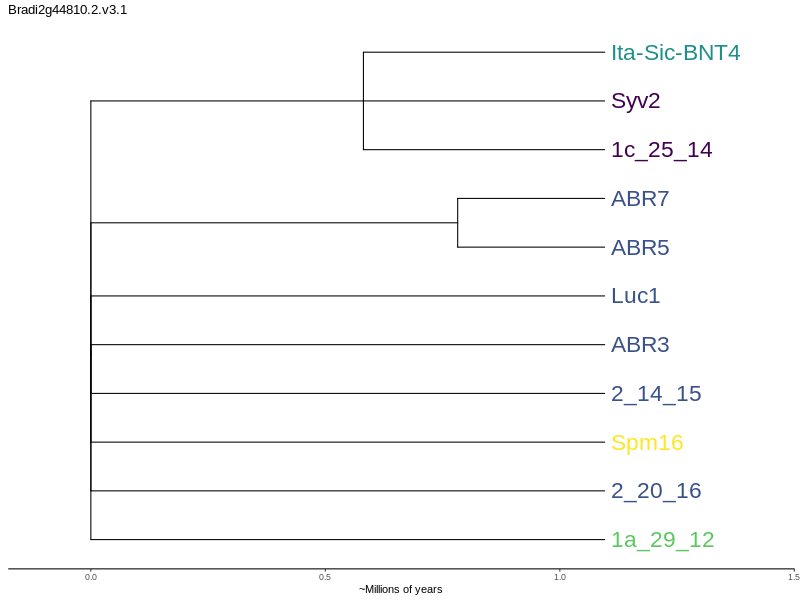 Bradi2g44810.2.v3.1
Ita-Sic-BNT4
Syv2
1c_25_14
ABR7
ABR5
Luc1
ABR3
2_14_15
Spm16
2_20_16
1a_29_12
0.0 0.5 1.0 1.5
~Millions of years